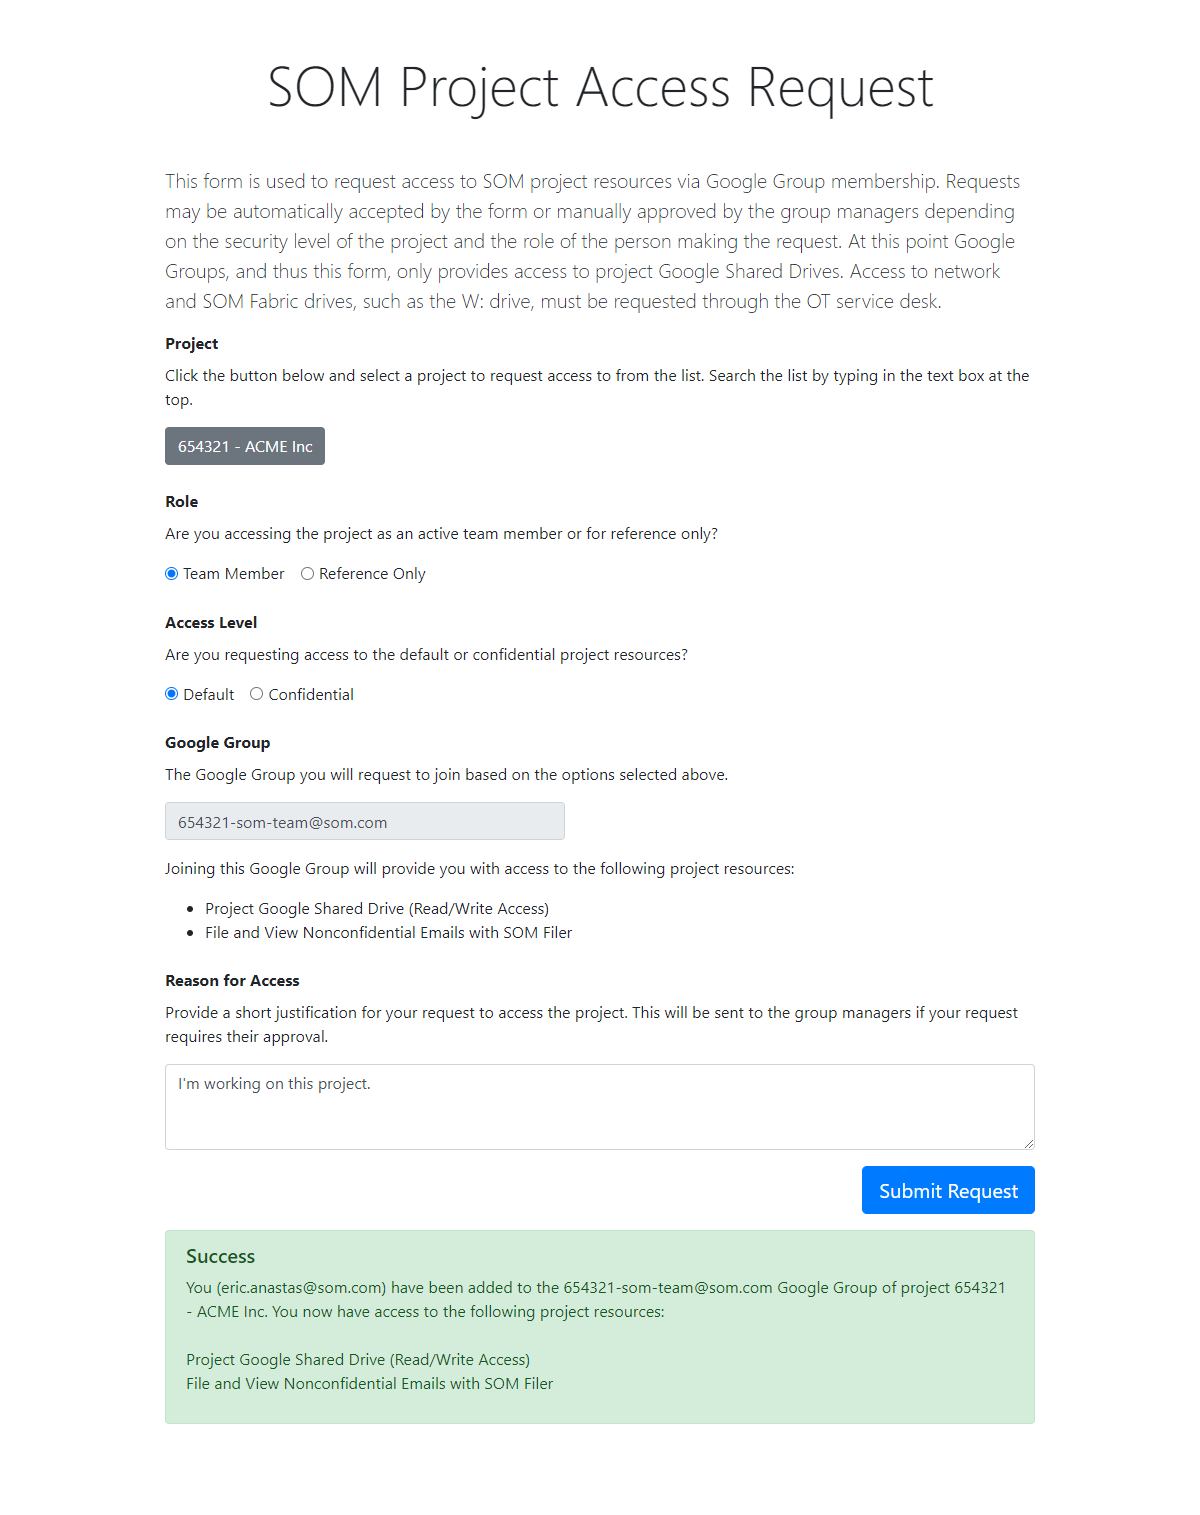 SOM Project Access Request
This form is used to request access to SOM project resources via Google Group membership. Requests
may be automatically accepted by the form or manually approved by the group managers depending
on the security level of the project and the role of the person making the request. At this point Google
Groups, and thus this form, only provides access to project Google Shared Drives. Access to network
and SOM Fabric drives, such as the W: drive, must be requested through the OT service desk.
Project
Click the button below and select a project to request access to from the list. Search the list by typing in the text box at the
top.
654321 - ACME Inc
Role
Are you accessing the project as an active team member or for reference only?
Team Member Reference Only
Access Level
Are you requesting access to the default or confidential project resources?
Default Confidential
Google Group
The Google Group you will request to join based on the options selected above.
654321-som-team@som.com
Joining this Google Group will provide you with access to the following project resources:
• Project Google Shared Drive (Read/Write Access)
• File and View Nonconfidential Emails with SOM Filer
Reason for Access
Provide a short justification for your request to access the project. This will be sent to the group managers if your request
requires their approval.
I'm working on this project.
Submit Request
Success
You (eric.anastas@som.com) have been added to the 654321-som-team@som.com Google Group of project 654321
- ACME Inc. You now have access to the following project resources:
Project Google Shared Drive (Read/Write Access)
File and View Nonconfidential Emails with SOM Filer